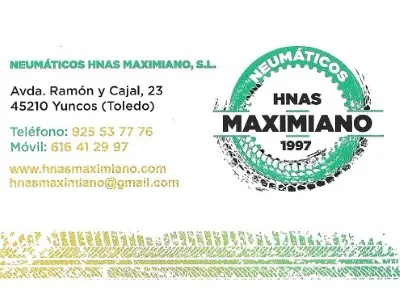 NEUMÁTICOS HNAS MAXIMIANO, S.L.
Avda. Ramón y Cajal, 23
45210 Yuncos (Toledo)
Teléfono: 925 53 77 76
Móvil: 616 41 29 97
www.hnasmaximiano.com
hnasmaximiano@gmail.com
NEUMÁTICOS
HNAS
MAXIMIANO
1997